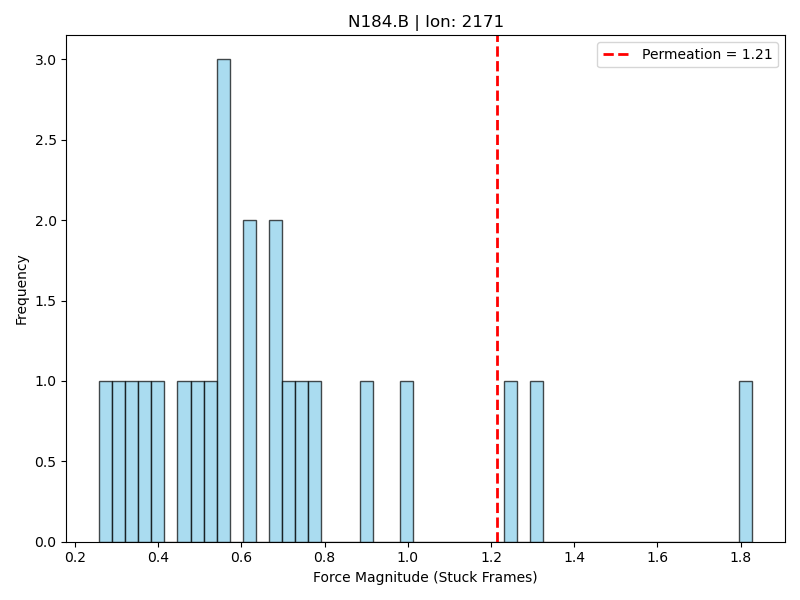 N184.B | Ion: 2171
Permeation = 1.21
Frequency
3.0
2.5
2.0
1.5
1.0
0.5
0.0
0.2 0.4 0.6 0.8 1.0 1.2 1.4 1.6 1.8
Force Magnitude (Stuck Frames)